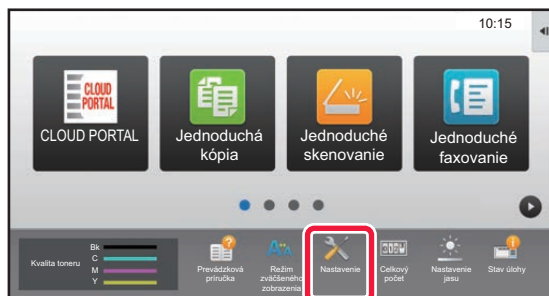 10:15
CLOUD
PORTAL
CLOUD PORTAL
Jednoduchá
kópia
Jednoduché
skenovanie
Jednoduché
faxovanie
Kvalita toneru
Bk
C
M
Y
Prevádzková
príručka
Režim
zväčšeného
zobrazenia
Nastavenie
Celkový
počet
Nastavenie
jasu
Stav úlohy